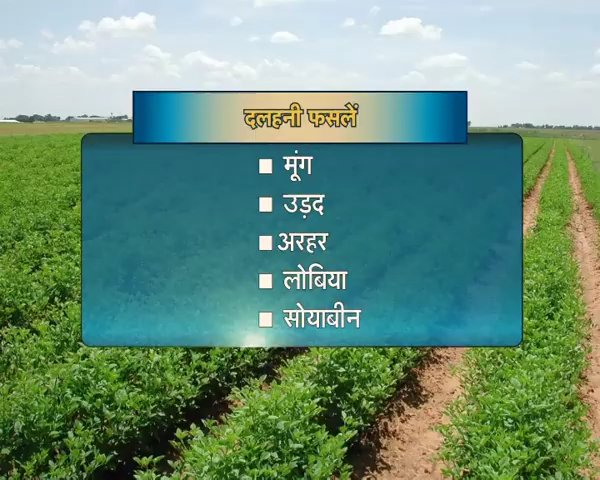 दलहनी फसलें
मूंग
उड़द
अरहर
लोबिया
सोयाबीन